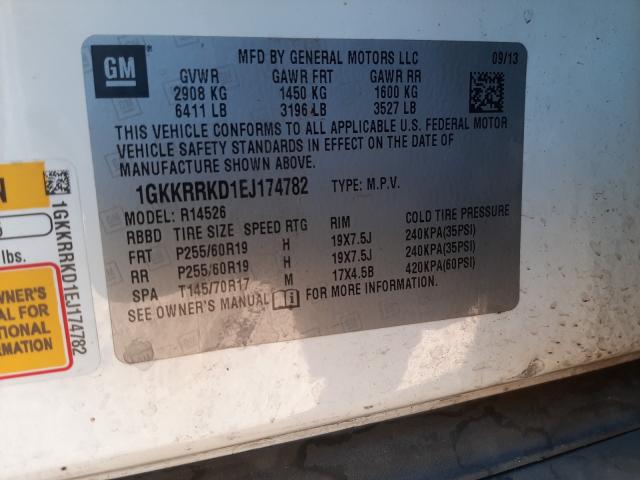 GM
MFD BY GENERAL MOTORS LLC 09/13
GVWR GAWR FRT GAWR RR
2908 KG 1450 KG 1600 KG
6411 LB 3196 LB 3527 LB
THIS VEHICLE CONFORMS TO ALL APPLICABLE U.S. FEDERAL MOTOR
VEHICLE SAFETY STANDARDS IN EFFECT ON THE DATE OF
MANUFACTURE SHOWN ABOVE.
1GKKRRKD1EJ174782 TYPE: M.P.V.
MODEL: R14526
RBBD TIRE SIZE SPEED RTG RIM COLD TIRE PRESSURE
FRT P255/60R19 H 19X7.5J 240KPA(35PSI)
RR P255/60R19 H 19X7.5J 240KPA(35PSI)
SPA T145/70R17 M 17X4.5B 420KPA(60PSI)
SEE OWNER'S MANUAL FOR MORE INFORMATION.
1GKKRRKD1EJ174782
N
lbs.
OWNER'S
FOR
TIONAL
RMATION